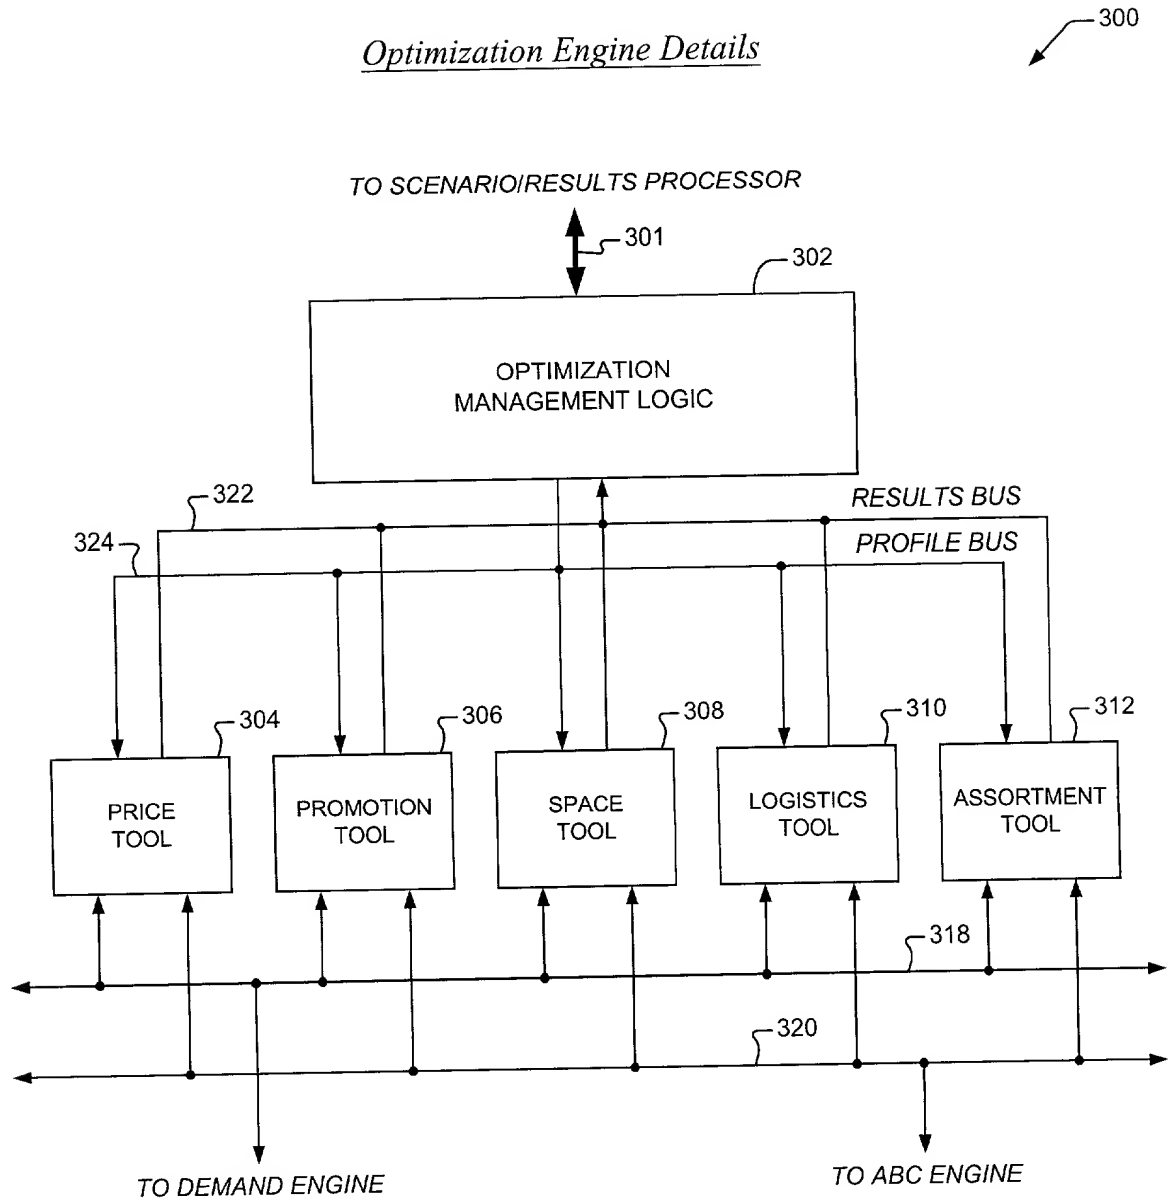 300
Optimization Engine Details
TO SCENARIO/RESULTS PROCESSOR
301
302
OPTIMIZATION
MANAGEMENT LOGIC
322
RESULTS BUS
324
PROFILE BUS
304
306
308
310
312
PRICE
TOOL
PROMOTION
TOOL
SPACE
TOOL
LOGISTICS
TOOL
ASSORTMENT
TOOL
318
320
TO DEMAND ENGINE
TO ABC ENGINE